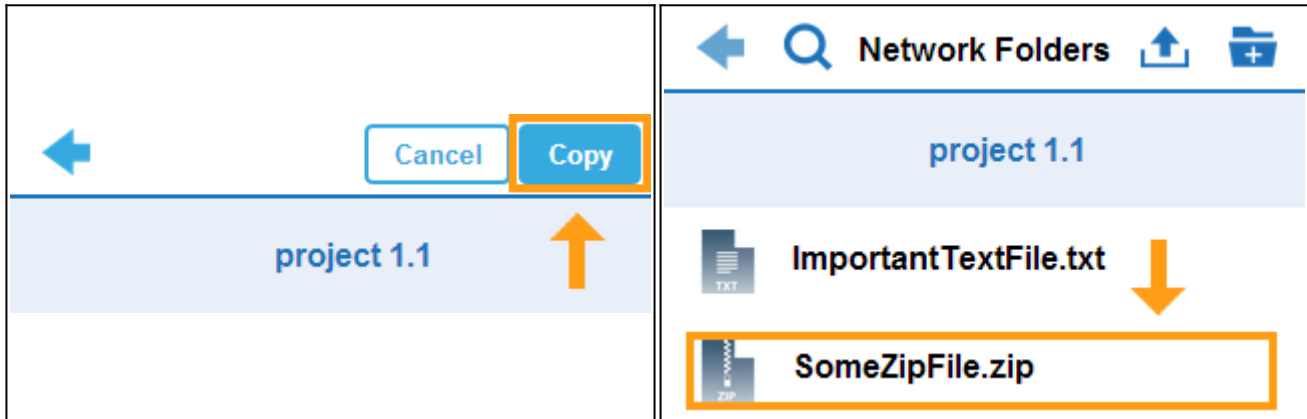 Cancel
Copy
project 1.1
Network Folders
project 1.1
ImportantTextFile.txt
TXT
SomeZipFile.zip
ZIP